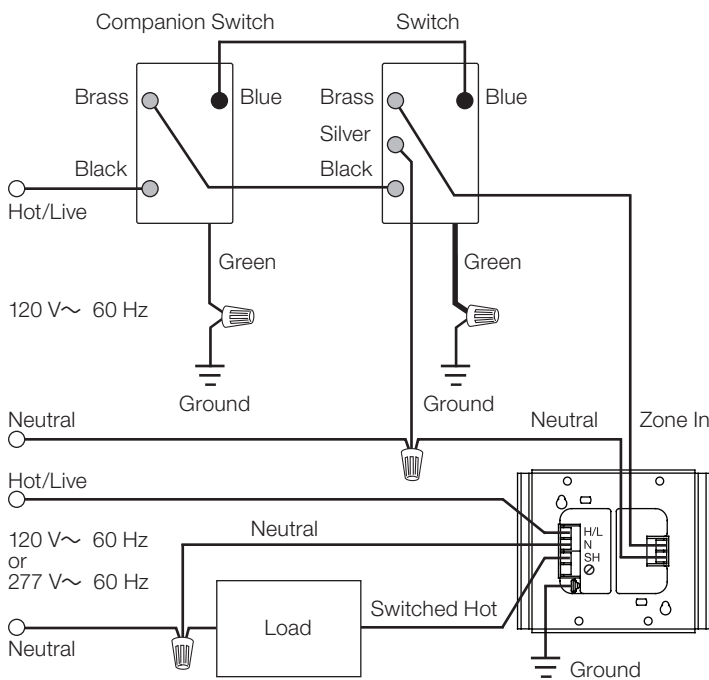 Companion Switch
Switch
Brass
Blue
Brass
Blue
Silver
Black
Black
Hot/Live
Green
Green
120 V~ 60 Hz
Ground
Ground
Neutral
Neutral
Zone In
Hot/Live
H/L
N
SH
Neutral
120 V~ 60 Hz
or
277 V~ 60 Hz
Load
Switched Hot
Neutral
Ground